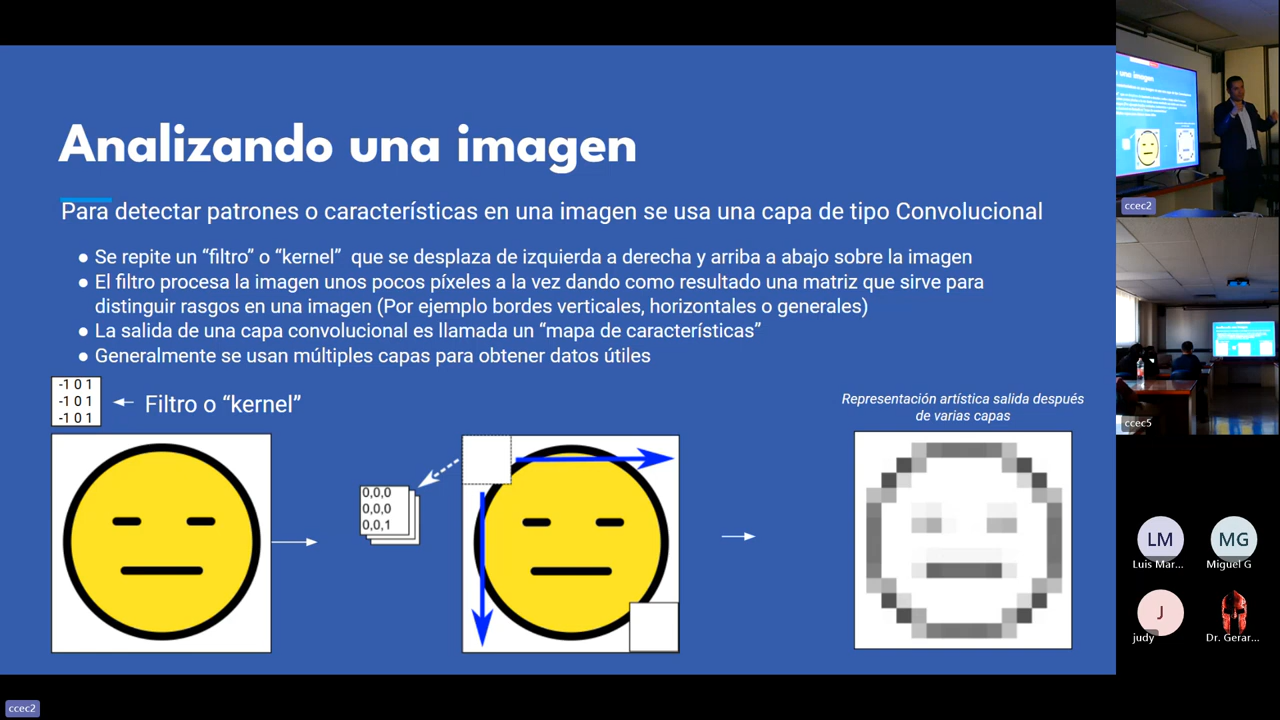 Analizando una imagen
Para detectar patrones o características en una imagen se usa una capa de tipo Convolucional
● Se repite un “filtro” o “kernel” que se desplaza de izquierda a derecha y arriba a abajo sobre la imagen
● El filtro procesa la imagen unos pocos píxeles a la vez dando como resultado una matriz que sirve para
distinguir rasgos en una imagen (Por ejemplo bordes verticales, horizontales o generales)
● La salida de una capa convolucional es llamada un “mapa de características”
● Generalmente se usan múltiples capas para obtener datos útiles
-1 0 1
-1 0 1
-1 0 1
Filtro o “kernel”
0,0,0
0,0,0
0,0,1
Representación artística salida después
de varias capas
ccec2
ccec5
LM
Luis Mar...
MG
Miguel G
J
judy
Dr. Gerar...
ccec2